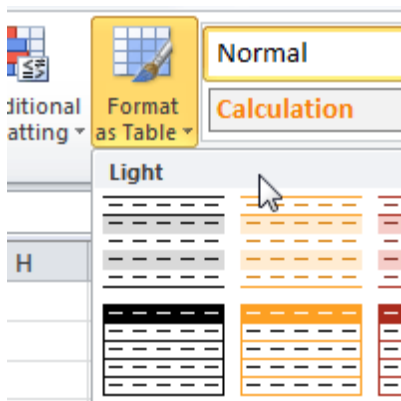 Normal
ditional
atting
Format
as Table
Calculation
Light
H